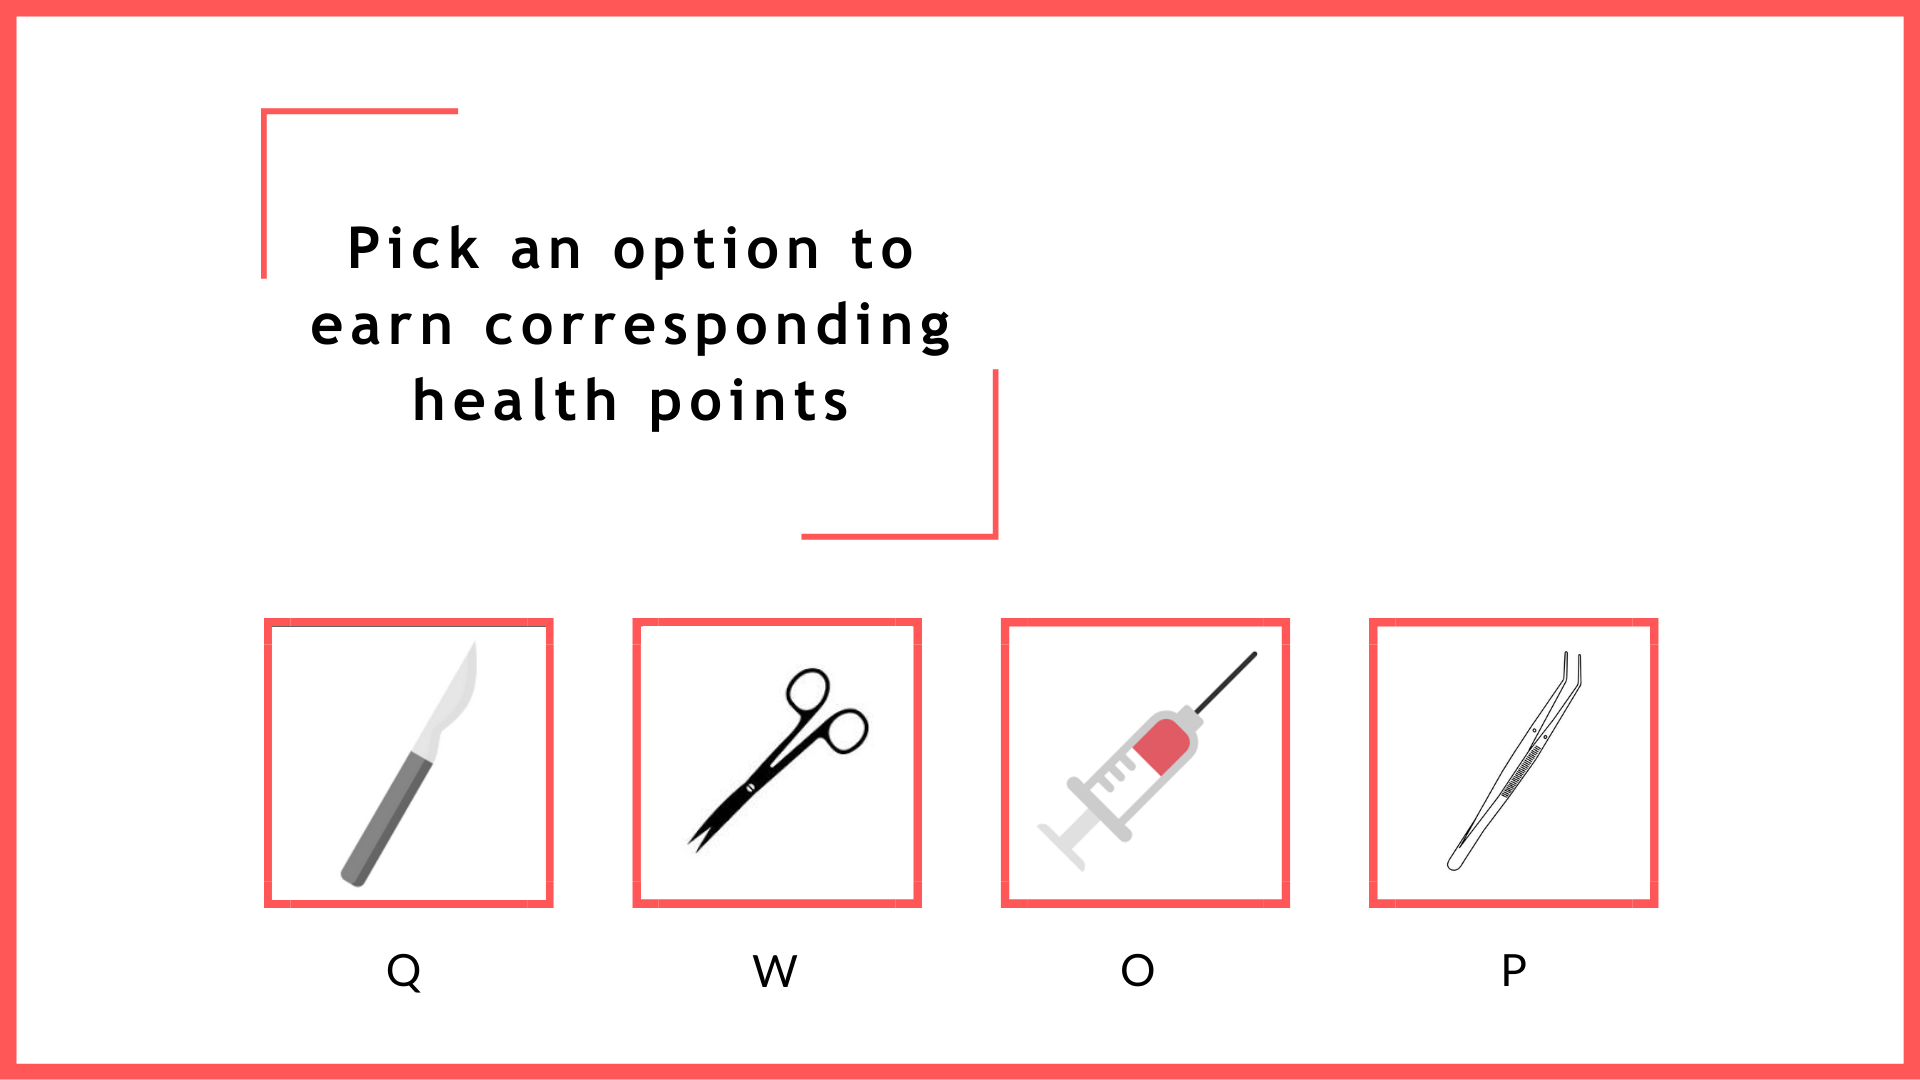 Pick an option to
earn corresponding
health points
Q
W
O
P